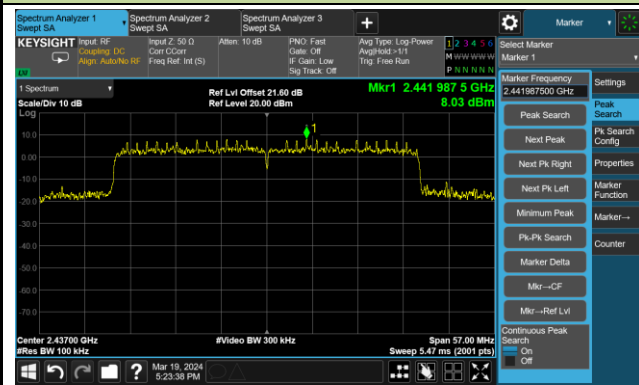 Spectrum Analyzer 1
Swept SA
Spectrum Analyzer 2
Swept SA
Spectrum Analyzer 3
Swept SA
+
Marker
KEYSIGHT
LVI
Input: RF
Coupling: DC
Align: Auto/No RF
Input Z: 50 Ω
Corr CCorr
Freq Ref: Int (S)
Atten: 10 dB
PNO: Fast
Gate: Off
IF Gain: Low
Sig Track: Off
Avg Type: Log-Power
Avg|Hold: >1/1
Trig: Free Run
1 2 3 4 5 6
M W W W W W
P N N N N N
Select Marker
Marker 1
1 Spectrum
Scale/Div 10 dB
Log
Ref Lvl Offset 21.60 dB
Ref Level 20.00 dBm
Mkr1 2.441 987 5 GHz
8.03 dBm
1
10.0
0.00
-10.0
-20.0
-30.0
-40.0
-50.0
-60.0
-70.0
Center 2.43700 GHz
#Res BW 100 kHz
#Video BW 300 kHz
Span 57.00 MHz
Sweep 5.47 ms (2001 pts)
Marker Frequency
2.441987500 GHz
Peak Search
Next Peak
Next Pk Right
Next Pk Left
Minimum Peak
Pk-Pk Search
Marker Delta
Mkr→CF
Mkr→Ref Lvl
Continuous Peak
Search
On
Off
Settings
Peak
Search
Pk Search
Config
Properties
Marker
Function
Marker→
Counter
?
Mar 19, 2024
5:23:38 PM